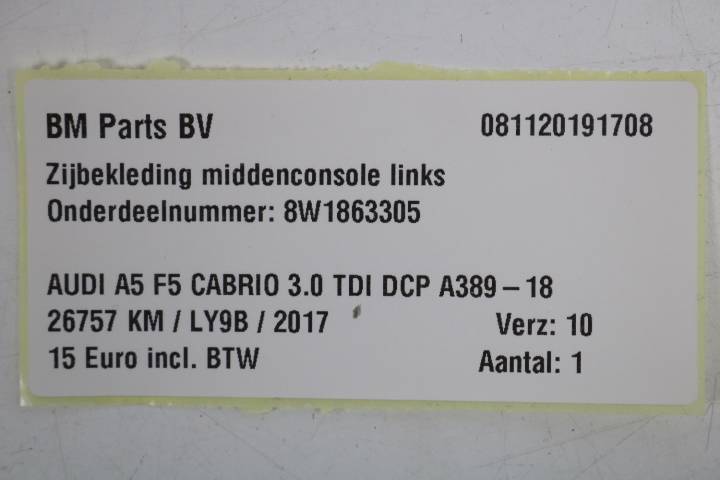 BM Parts BV 081120191708
Zijbekleding middenconsole links
Onderdeelnummer: 8W1863305
AUDI A5 F5 CABRIO 3.0 TDI DCP A389-18
26757 KM / LY9B / 2017 Verz: 10
15 Euro incl. BTW Aantal: 1